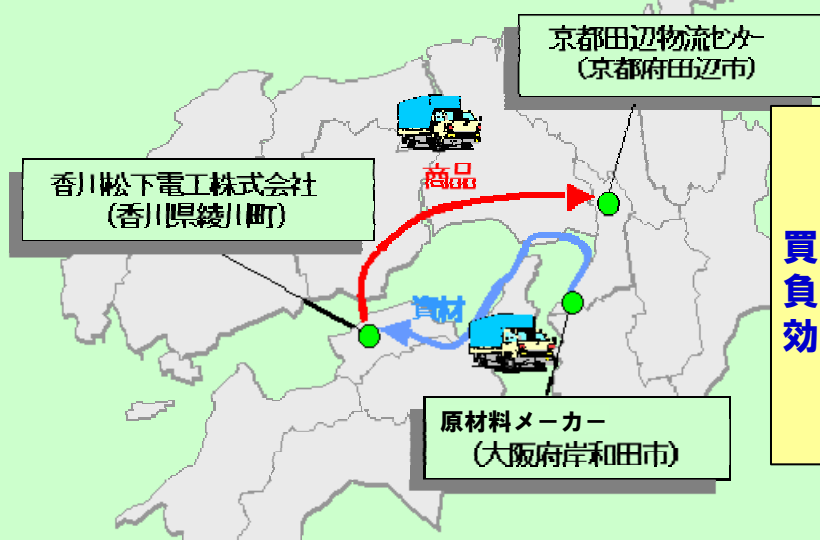 京都田辺物流センター
（京都府田辺市）
商品
香川松下電工株式会社
（香川県綾川町）
資材
原材料メーカー
（大阪府岸和田市）
買
負
効